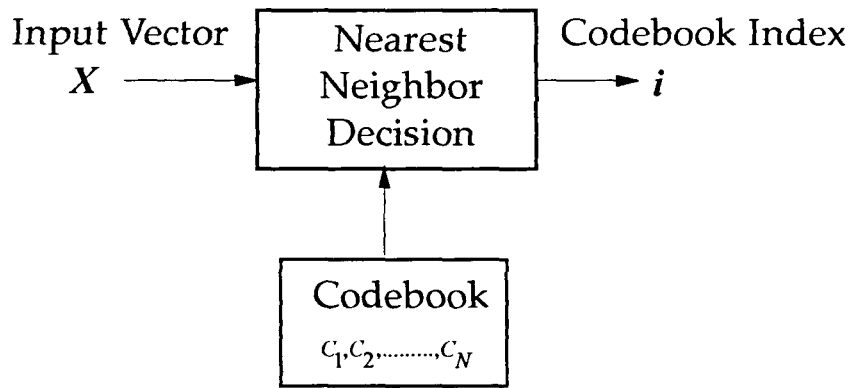 Input Vector
X
Nearest
Neighbor
Decision
Codebook Index
i
Codebook
C1,C2,.........,CN